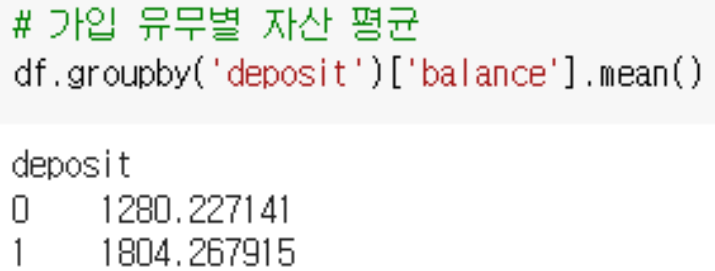 # 가입 유무별 자산 평균
df.groupby('deposit')['balance'].mean()
deposit
0    1280.227141
1    1804.267915